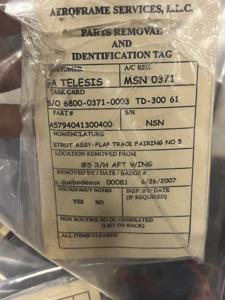 AEROFRAME SERVICES, L.L.C.
PARTS REMOVAL
AND
IDENTIFICATION TAG
CUSTOMER A/C REG
GA TELESIS MSN 0371
TASK CARD
S/O 6800-0371-0003 TD-300 61
PART # S/N
A5794041300400 NSN
NOMENCLATURE
STRUT ASSY-FLAP TRACK FAIRING NO 5
LOCATION REMOVED FROM
#5 R/H AFT WING
REMOVED BY / DATE / BADGE #
00081 6/26/2007
DISCREPANCY NOTED INSP. BY / DATE
YES NO (IF REQUIRED)
NON ROUTINE NO (S) GENERATED
(LIST ON BACK)
ALL ITEMS CLEARED